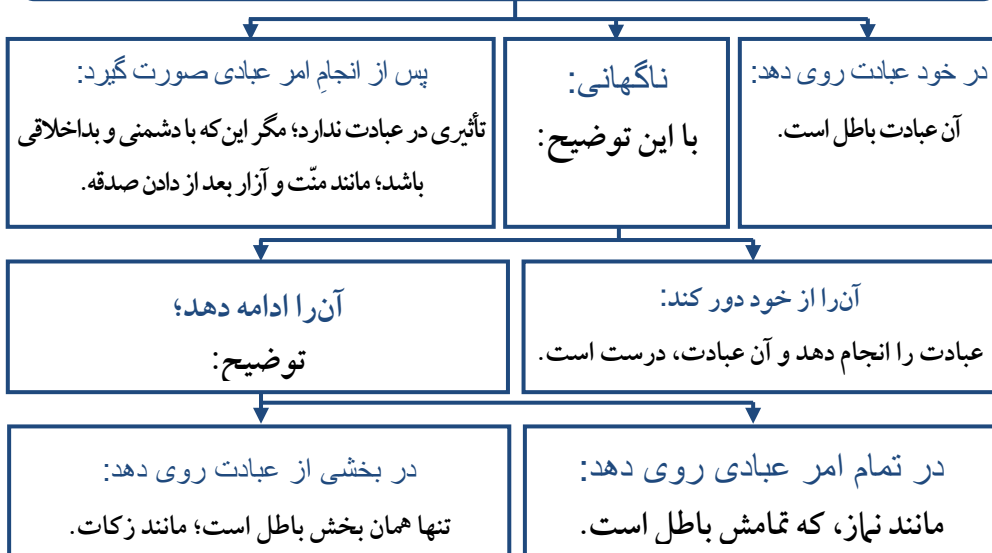 در خود عبادت روی دهد:
آن عبادت باطل است.
ناگهانی:
با این توضیح:
پس از انجامِ امر عبادی صورت گیرد:
تأثیری در عبادت ندارد؛ مگر این‌که با دشمنی و بداخلاقی
باشد؛ مانند منّت و آزار بعد از دادن صدقه.
آن‌را از خود دور کند:
عبادت را انجام دهد و آن عبادت، درست است.
آن‌را ادامه دهد؛
توضیح:
در تمام امر عبادی روی دهد:
مانند نماز، که تمامش باطل است.
در بخشی از عبادت روی دهد:
تنها همان بخش باطل است؛ مانند زکات.